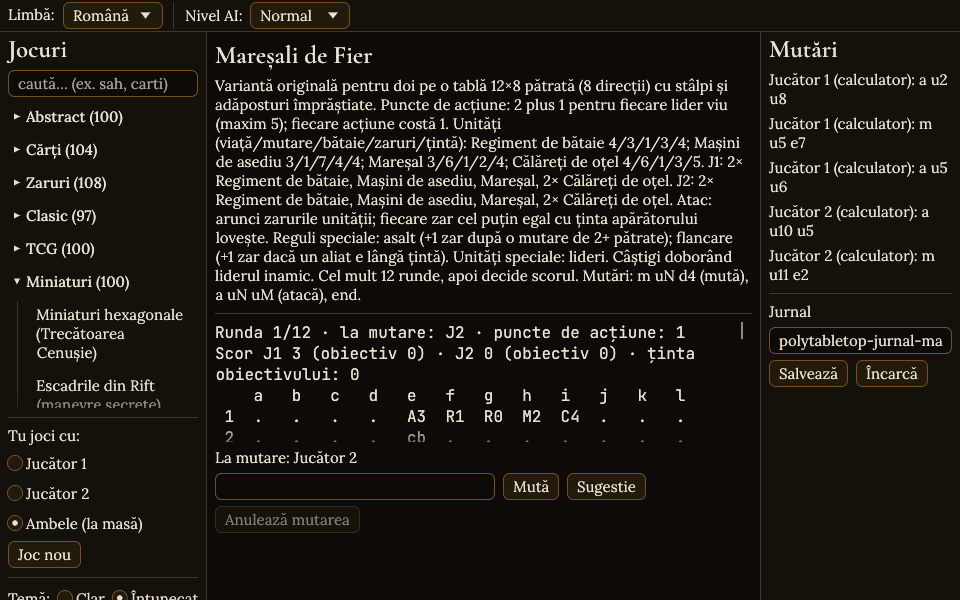 Limbă: Română ▼ Nivel AI: Normal ▼
Jocuri
caută... (ex. sah, carti)
▸ Abstract (100)
▸ Cărți (104)
▸ Zaruri (108)
▸ Clasic (97)
▸ TCG (100)
▾ Miniaturi (100)
Miniaturi hexagonale
(Trecătoarea
Cenușie)
Escadrile din Rift
(manevre secrete)
Tu joci cu:
Jucător 1
Jucător 2
Ambele (la masă)
Joc nou
Temă: Clar Întunecat
Mareșali de Fier
Variantă originală pentru doi pe o tablă 12×8 pătrată (8 direcții) cu stâlpi și
adăposturi împrăștiate. Puncte de acțiune: 2 plus 1 pentru fiecare lider viu
(maxim 5); fiecare acțiune costă 1. Unități
(viață/mutare/bătaie/zaruri/țintă): Regiment de bătaie 4/3/1/3/4; Mașini
de asediu 3/1/7/4/4; Mareșal 3/6/1/2/4; Călăreți de oțel 4/6/1/3/5. J1: 2×
Regiment de bătaie, Mașini de asediu, Mareșal, 2× Călăreți de oțel. J2: 2×
Regiment de bătaie, Mașini de asediu, Mareșal, 2× Călăreți de oțel. Atac:
arunci zarurile unității; fiecare zar cel puțin egal cu ținta apărătorului
lovește. Reguli speciale: asalt (+1 zar după o mutare de 2+ pătrate); flancare
(+1 zar dacă un aliat e lângă țintă). Unități speciale: lideri. Câștigi doborând
liderul inamic. Cel mult 12 runde, apoi decide scorul. Mutări: m uN d4 (mută),
a uN uM (atacă), end.
Runda 1/12 · la mutare: J2 · puncte de acțiune: 1
Scor J1 3 (obiectiv 0) · J2 0 (obiectiv 0) · ținta
obiectivului: 0
a b c d e f g h i j k l
1 . . . . A3 R1 R0 M2 C4 . . .
2 . . . . cb . . . . . . .
La mutare: Jucător 2
Mută Sugestie
Anulează mutarea
Mutări
Jucător 1 (calculator): a u2
u8
Jucător 1 (calculator): m
u5 e7
Jucător 1 (calculator): a u5
u6
Jucător 2 (calculator): a
u10 u5
Jucător 2 (calculator): m
u11 e2
Jurnal
polytabletop-jurnal-ma
Salvează Încarcă